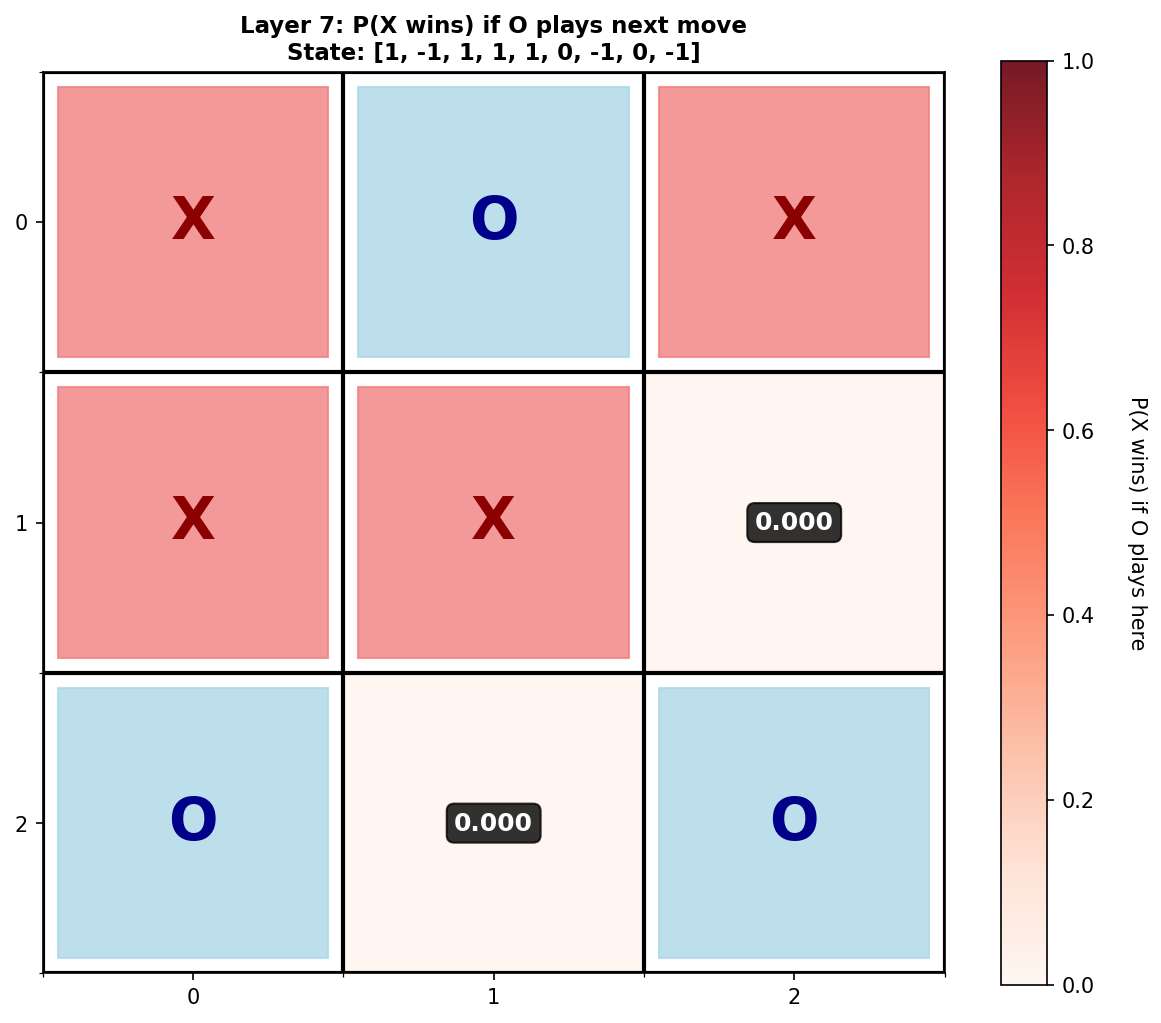 Layer 7: P(X wins) if O plays next move
State: [1, -1, 1, 1, 1, 0, -1, 0, -1]
X O X
0
X X 0.000
1
O 0.000 O
2
0 1 2
1.0
0.8
0.6
0.4
0.2
0.0
P(X wins) if O plays here